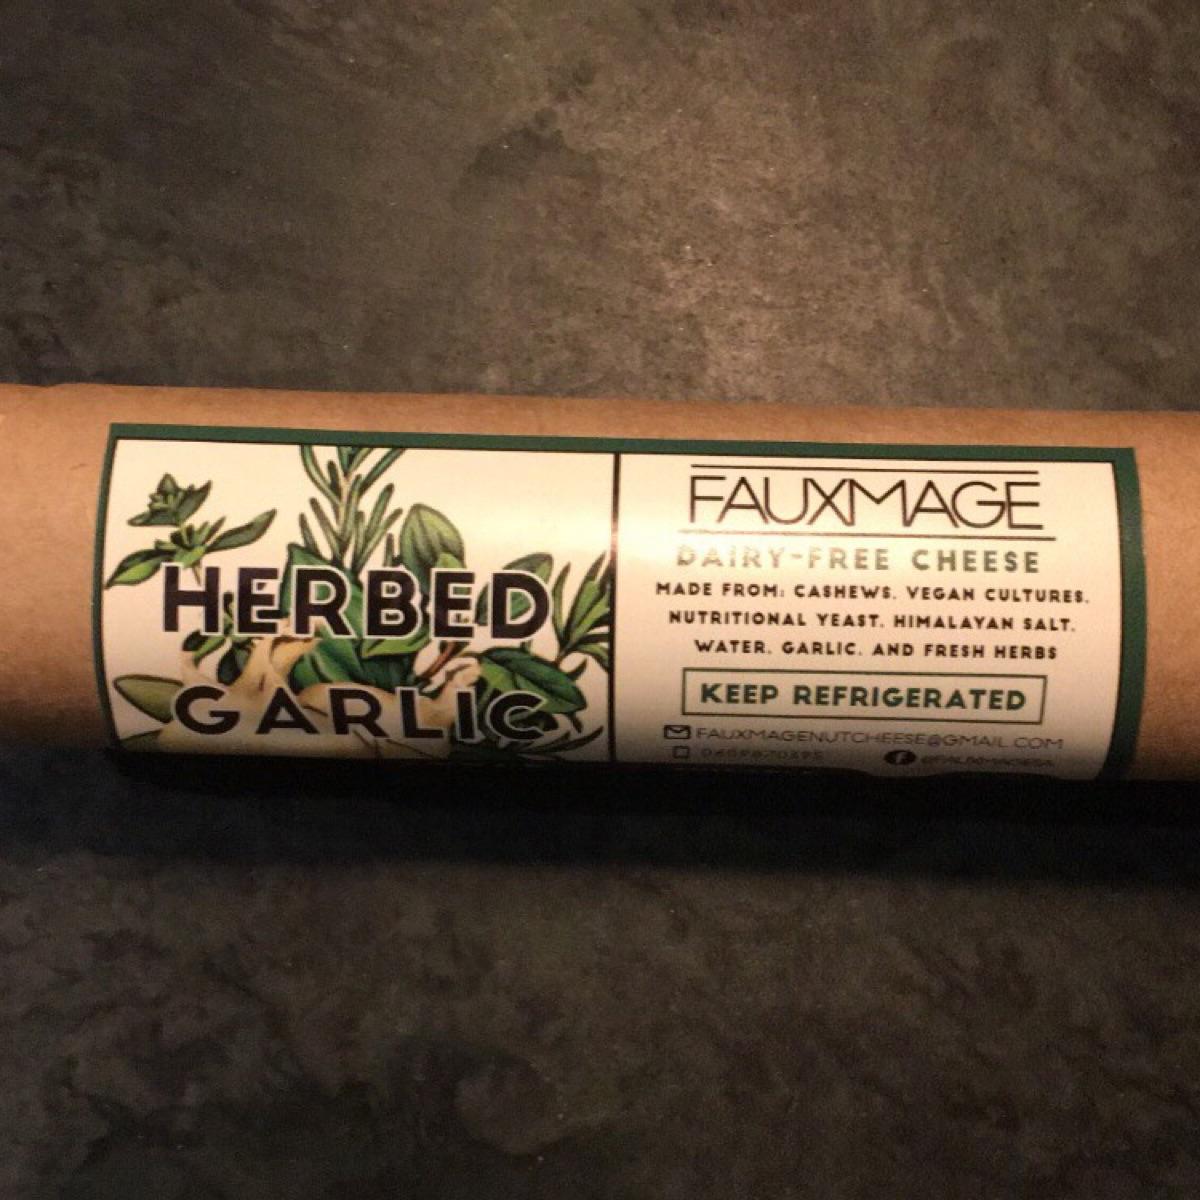 HERBED
GARLIC
FAUXMAGE
DAIRY-FREE CHEESE
MADE FROM: CASHEWS, VEGAN CULTURES,
NUTRITIONAL YEAST, HIMALAYAN SALT,
WATER, GARLIC, AND FRESH HERBS
KEEP REFRIGERATED
FAUXMAGENUTCHEESE@GMAIL.COM
@FAUXMAGESA